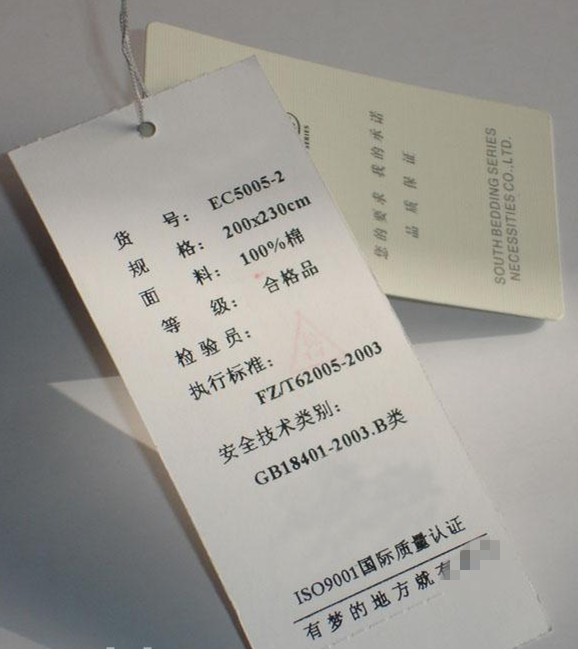 货 号: EC5005-2
规 格: 200x230cm
面 料: 100%棉
等 级: 合格品
检验员:
执行标准:
FZ/T62005-2003
安全技术类别:
GB18401-2003.B类
ISO9001国际质量认证
有梦的地方就有
您的要求 我的承诺
品质保证
SOUTH BEDDING SERIES
NECESSITIES CO.,LTD.